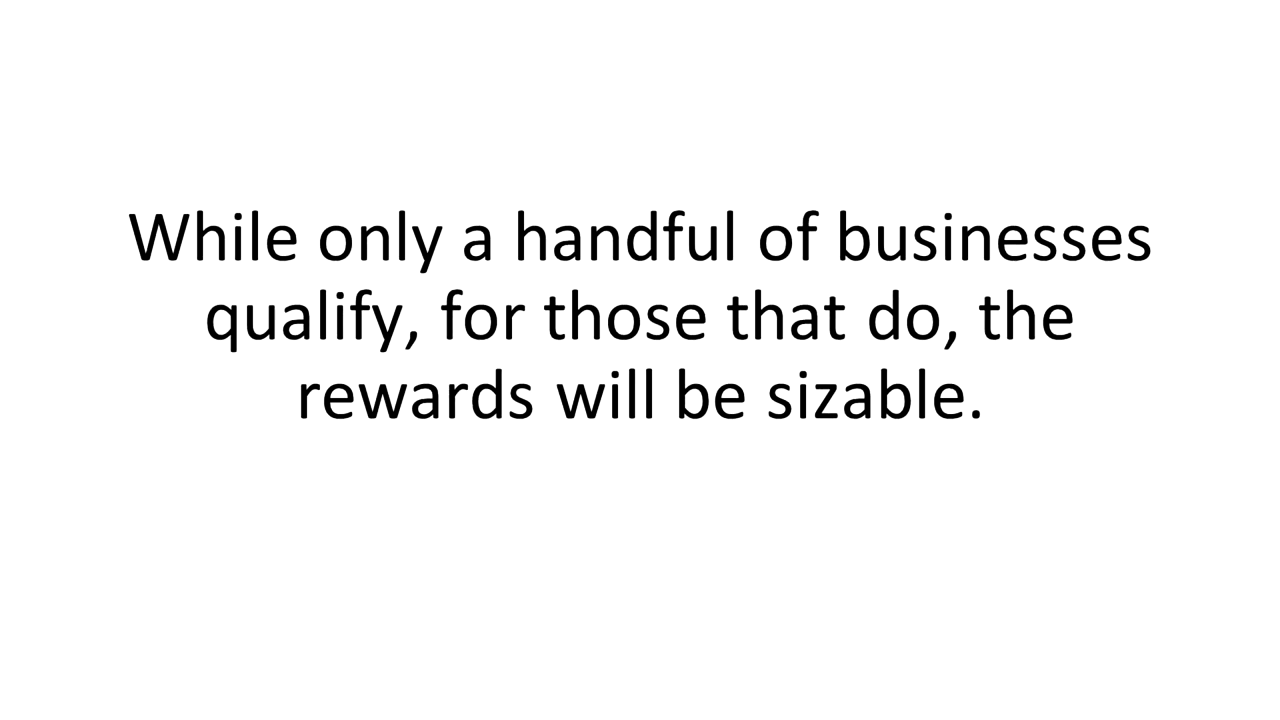 While only a handful of businesses
qualify, for those that do, the
rewards will be sizable.